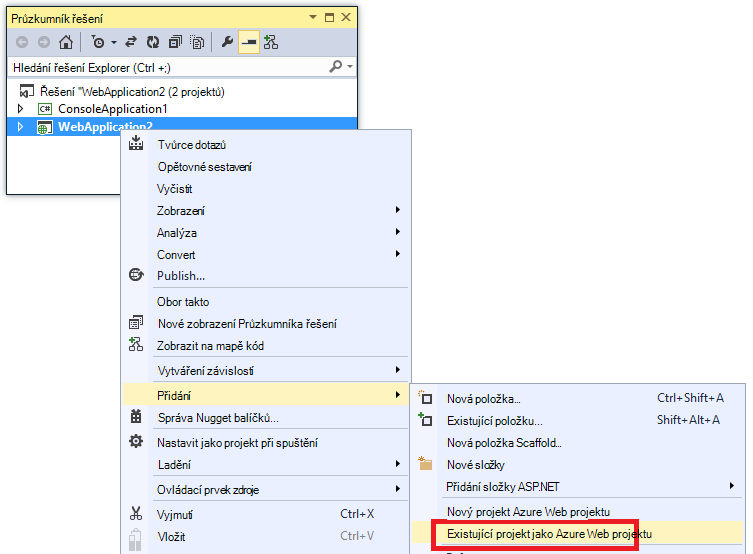 Průzkumník řešení
Hledání řešení Explorer (Ctrl +;)
Řešení "WebApplication2 (2 projektů)
C# ConsoleApplication1
WebApplication2
Tvůrce dotazů
Opětovné sestavení
Vyčistit
Zobrazení
Analýza
Convert
Publish...
Obor takto
Nové zobrazení Průzkumníka řešení
Zobrazit na mapě kód
Vytváření závislostí
Přidání
Správa Nugget balíčků...
Nastavit jako projekt při spuštění
Ladění
Ovládací prvek zdroje
Vyjmutí Ctrl+X
Vložit Ctrl+V
Nová položka... Ctrl+Shift+A
Existující položku... Shift+Alt+A
Nová položka Scaffold...
Nové složky
Přidání složky ASP.NET
Nový projekt Azure Web projektu
Existující projekt jako Azure Web projektu